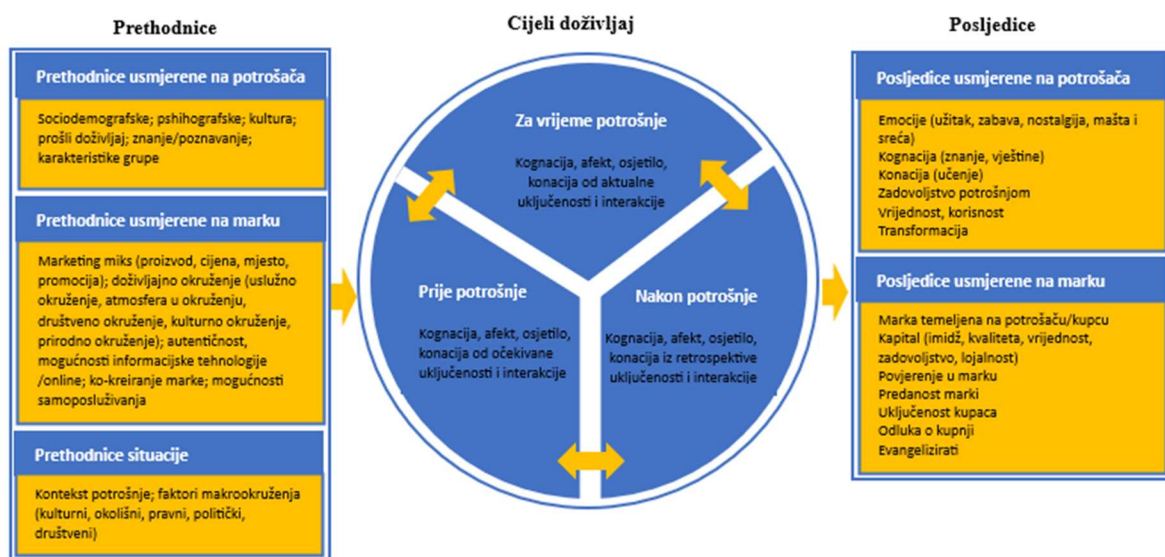 Prethodnice
Prethodnice usmjerene na potrošača
Sociodemografske; pshihografske; kultura;
prošli doživljaj; znanje/poznavanje;
karakteristike grupe
Prethodnice usmjerene na marku
Marketing miks (proizvod, cijena, mjesto,
promocija); doživljajno okruženje (uslužno
okruženje, atmosfera u okruženju,
društveno okruženje, kulturno okruženje,
prirodno okruženje); autentičnost,
mogućnosti informacijske tehnologije
/online; ko-kreiranje marke; mogućnosti
samoposluživanja
Prethodnice situacije
Kontekst potrošnje; faktori makrookruženja
(kulturni, okolišni, pravni, politički,
društveni)
Cijeli doživljaj
Za vrijeme potrošnje
Kognacija, afekt, osjetilo,
konacija od aktualne
uključenosti i interakcije
Prije potrošnje
Kognacija, afekt, osjetilo,
konacija od očekivane
uključenosti i interakcije
Nakon potrošnje
Kognacija, afekt, osjetilo,
konacija iz retrospektive
uključenosti i interakcije
Posljedice
Posljedice usmjerene na potrošača
Emocije (užitak, zabava, nostalgija, mašta i
sreća)
Kognacija (znanje, vještine)
Konacija (učenje)
Zadovoljstvo potrošnjom
Vrijednost, korisnost
Transformacija
Posljedice usmjerene na marku
Marka temeljena na potrošaču/kupcu
Kapital (imidž, kvaliteta, vrijednost,
zadovoljstvo, lojalnost)
Povjerenje u marku
Predanost marki
Uključenost kupaca
Odluka o kupnji
Evangelizirati